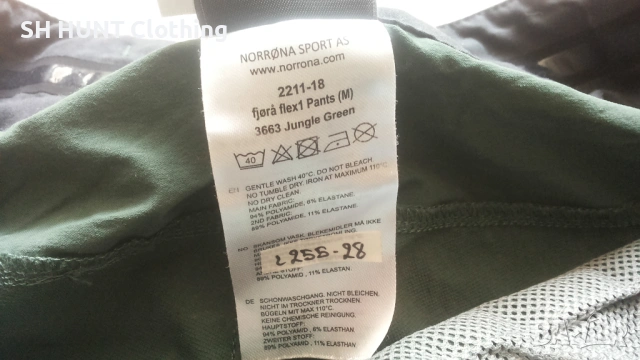 SH HUNT Clothing
NORRØNA SPORT AS
www.norrona.com
2211-18
fjørå flex1 Pants (M)
3663 Jungle Green
40
GENTLE WASH 40°C. DO NOT BLEACH
NO TUMBLE DRY. IRON AT MAXIMUM 110°C
NO DRY CLEAN.
MAIN FABRIC:
94% POLYAMID, 6% ELASTANE
2ND FABRIC:
89% POLYAMID, 11% ELASTANE
NO SKÅNSOM VASK. BLEKEMIDLER MÅ IKKE
L255-28
89% POLYAMID, 11% ELASTAN
DE SCHONWASCHGANG. NICHT BLEICHEN.
NICHT IM TROCKNER TROCKNEN
BÜGELN MIT MAX 110°C.
KEINE CHEMISCHE REINIGUNG
HAUPTSTOFF:
94% POLYAMID, 6% ELASTHAN
ZWEITER STOFF:
89% POLYAMID, 11% ELASTHAN